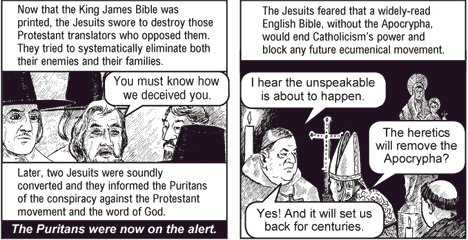 Now that the King James Bible was
printed, the Jesuits swore to destroy those
Protestant translators who opposed them.
They tried to systematically eliminate both
their enemies and their families.
You must know how
we deceived you.
Later, two Jesuits were soundly
converted and they informed the Puritans
of the conspiracy against the Protestant
movement and the word of God.
The Puritans were now on the alert.
The Jesuits feared that a widely-read
English Bible, without the Apocrypha,
would end Catholicism's power and
block any future ecumenical movement.
I hear the unspeakable
is about to happen.
The heretics
will remove the
Apocrypha?
Yes! And it will set us
back for centuries.